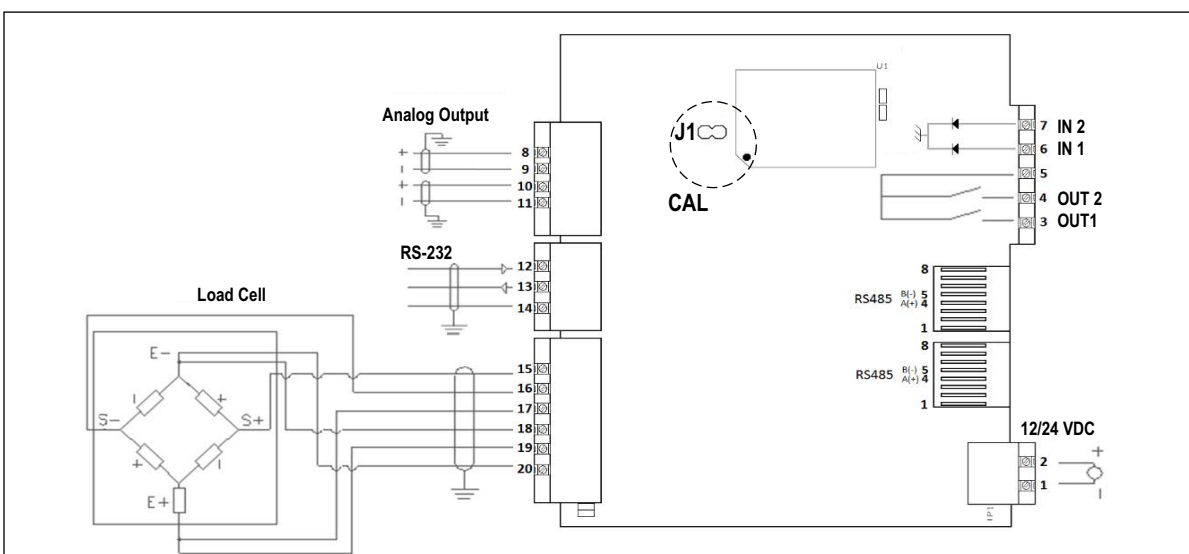 Analog Output
+
8
-
9
+
10
-
11
RS-232
12
13
14
Load Cell
E-
S-
S+
E+
-
+
+
-
15
16
17
18
19
20
U1
J1
CAL
7 IN 2
6 IN 1
5
4 OUT 2
3 OUT1
8
RS485 B(-) 5
A(+) 4
1
8
RS485 B(-) 5
A(+) 4
1
12/24 VDC
+
2
1
-